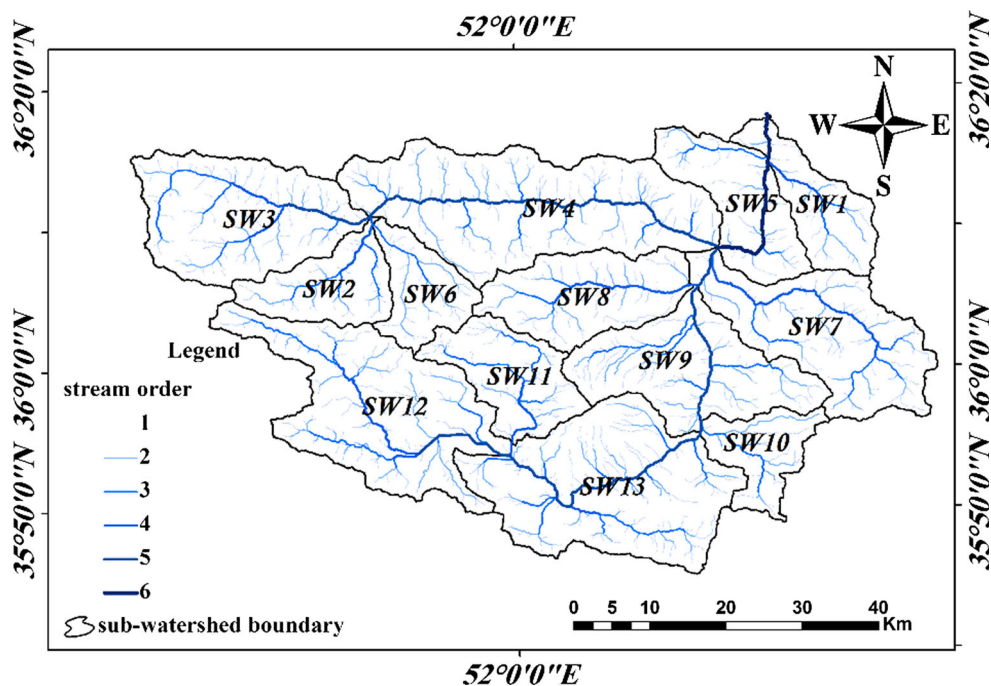 52°0'0"E
36°20'0"N
36°20'0"N
N
W
E
S
SW5
SW1
SW4
SW3
SW2
SW6
SW8
SW7
36°0'0"N
36°0'0"N
Legend
SW9
SW11
stream order
SW12
1
SW10
2
3
SW13
35°50'0"N
35°50'0"N
4
5
6
sub-watershed boundary
0 5 10 20 30 40
Km
52°0'0"E